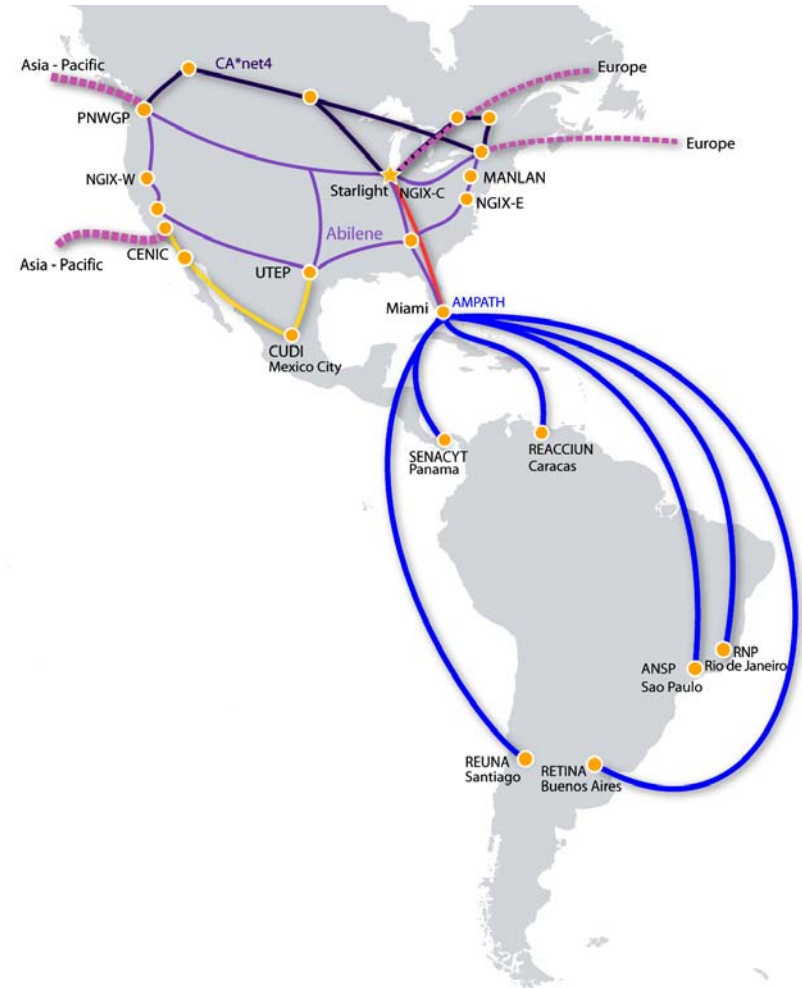 Asia - Pacific
CA*net4
Europe
PNWGP
Europe
NGIX-W
Starlight
NGIX-C
MANLAN
NGIX-E
Abilene
CENIC
Asia - Pacific
UTEP
Miami
AMPATH
CUDI
Mexico City
SENACYT
Panama
REACCIUN
Caracas
RNP
Rio de Janeiro
ANSP
Sao Paulo
REUNA
Santiago
RETINA
Buenos Aires